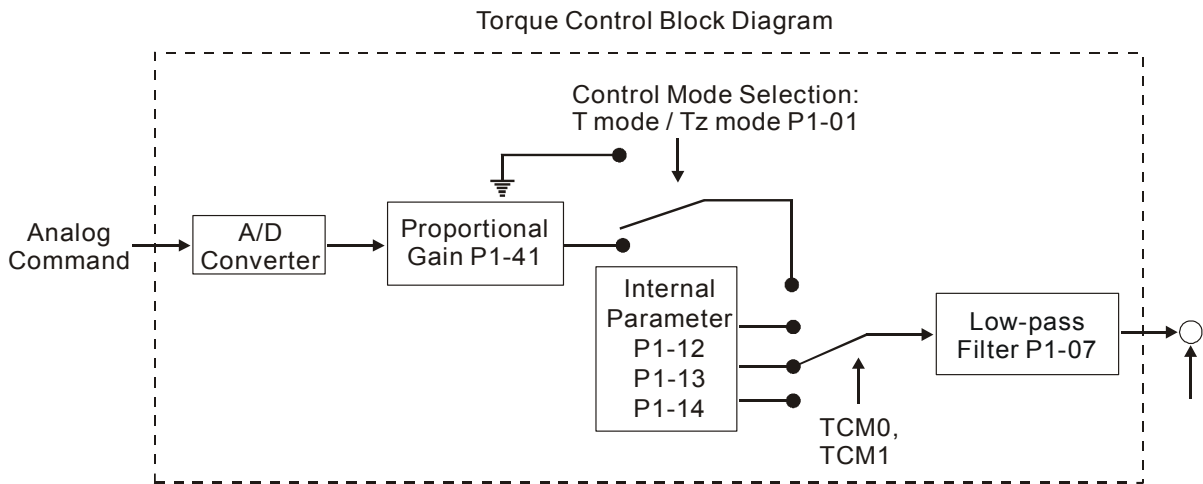 Torque Control Block Diagram
Control Mode Selection:
T mode / Tz mode P1-01
Analog
Command
A/D
Converter
Proportional
Gain P1-41
Internal
Parameter
P1-12
P1-13
P1-14
TCM0,
TCM1
Low-pass
Filter P1-07